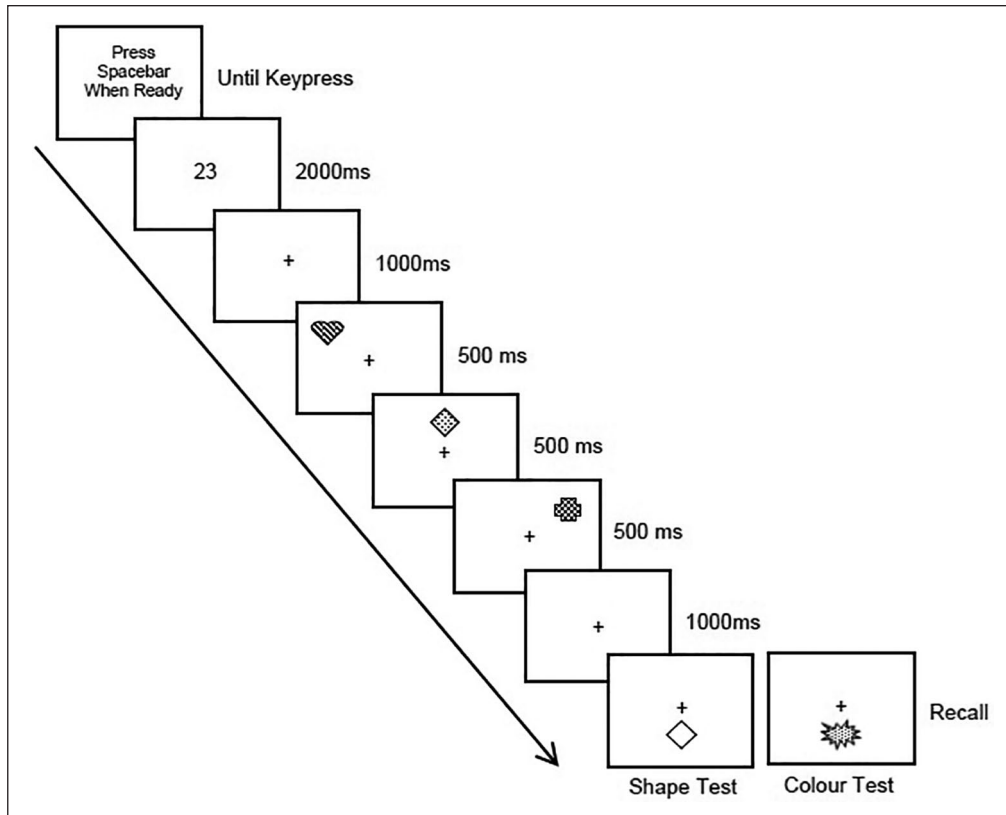 Press
Spacebar
When Ready
Until Keypress
23
2000ms
+
1000ms
+
500 ms
+
500 ms
+
500 ms
+
1000ms
+
+
Recall
Shape Test
Colour Test